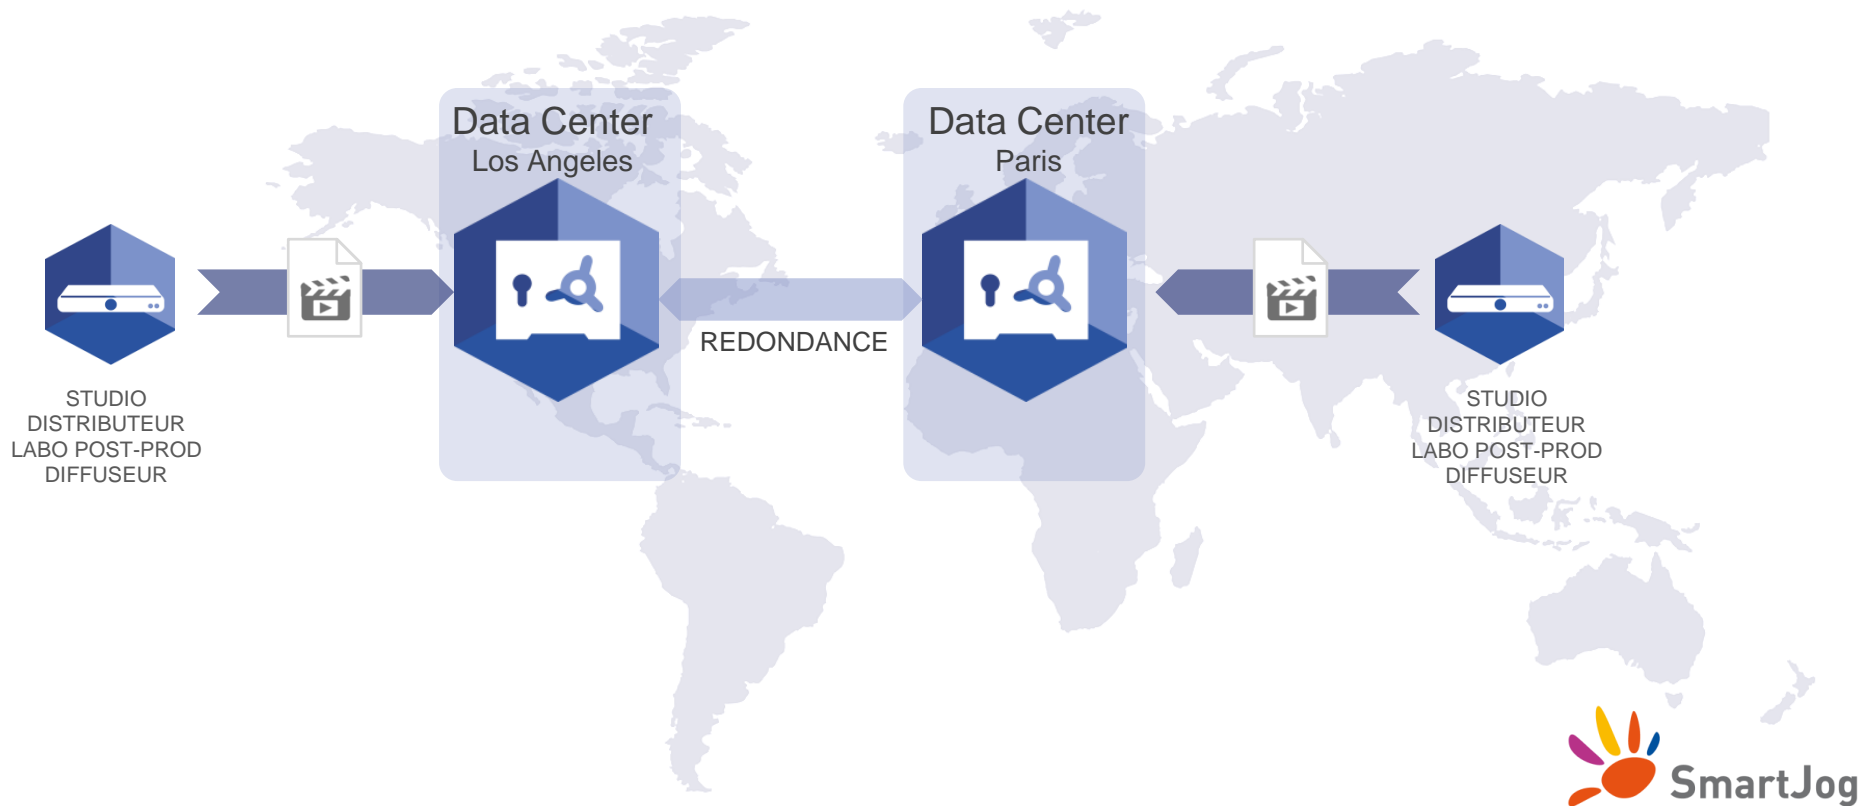 Data Center
Los Angeles
Data Center
Paris
REDONDANCE
STUDIO
DISTRIBUTEUR
LABO POST-PROD
DIFFUSEUR
STUDIO
DISTRIBUTEUR
LABO POST-PROD
DIFFUSEUR
SmartJog